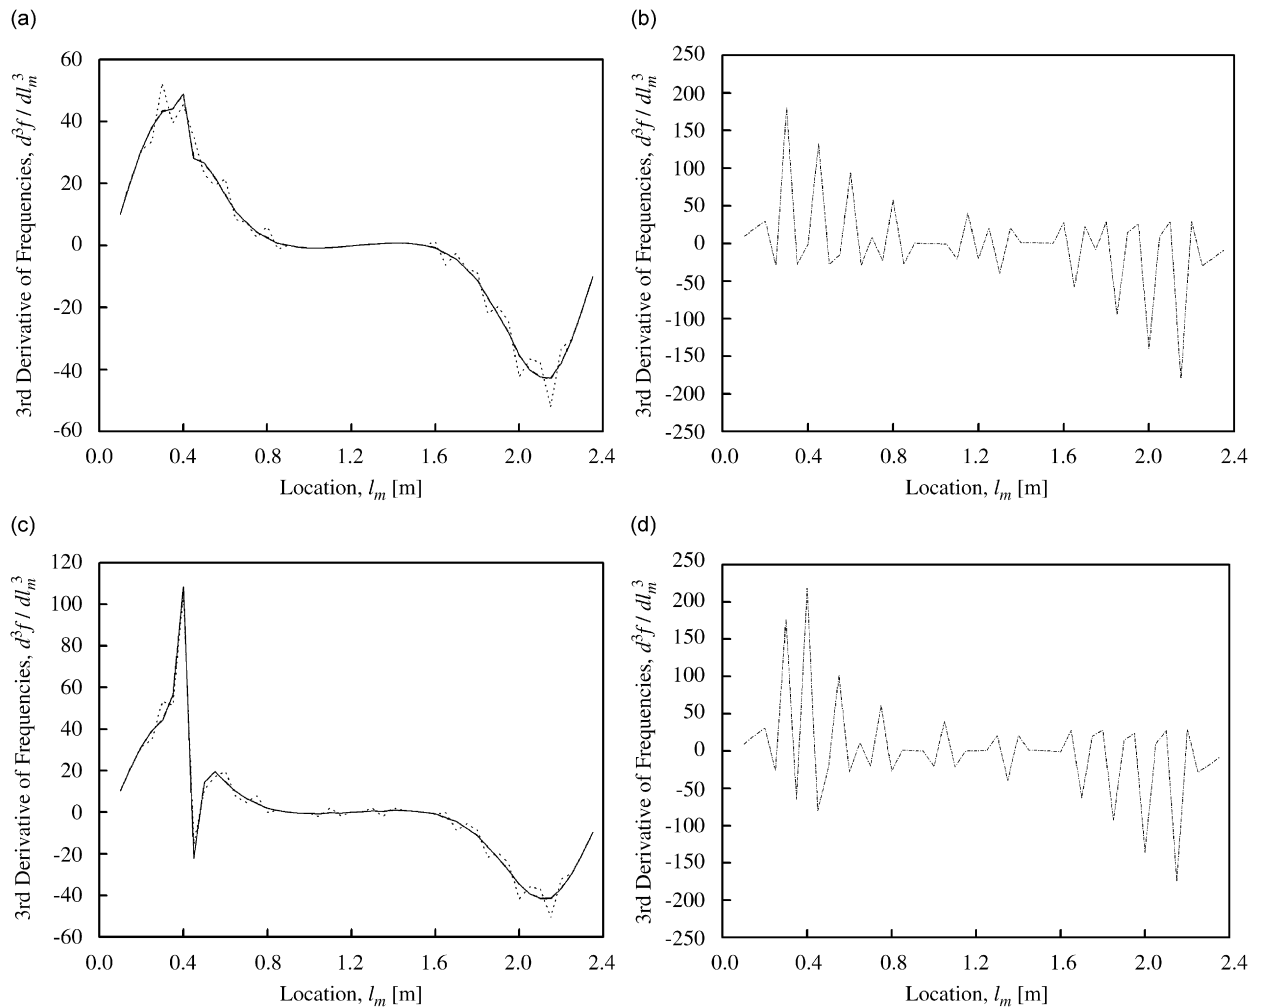 (a)
3rd Derivative of Frequencies, d³f / dlₘ³
60
40
20
0
-20
-40
-60
0.0 0.4 0.8 1.2 1.6 2.0 2.4
Location, lₘ [m]
(b)
3rd Derivative of Frequencies, d³f / dlₘ³
250
200
150
100
50
0
-50
-100
-150
-200
-250
0.0 0.4 0.8 1.2 1.6 2.0 2.4
Location, lₘ [m]
(c)
3rd Derivative of Frequencies, d³f / dlₘ³
120
100
80
60
40
20
0
-20
-40
-60
0.0 0.4 0.8 1.2 1.6 2.0 2.4
Location, lₘ [m]
(d)
3rd Derivative of Frequencies, d³f / dlₘ³
250
200
150
100
50
0
-50
-100
-150
-200
-250
0.0 0.4 0.8 1.2 1.6 2.0 2.4
Location, lₘ [m]